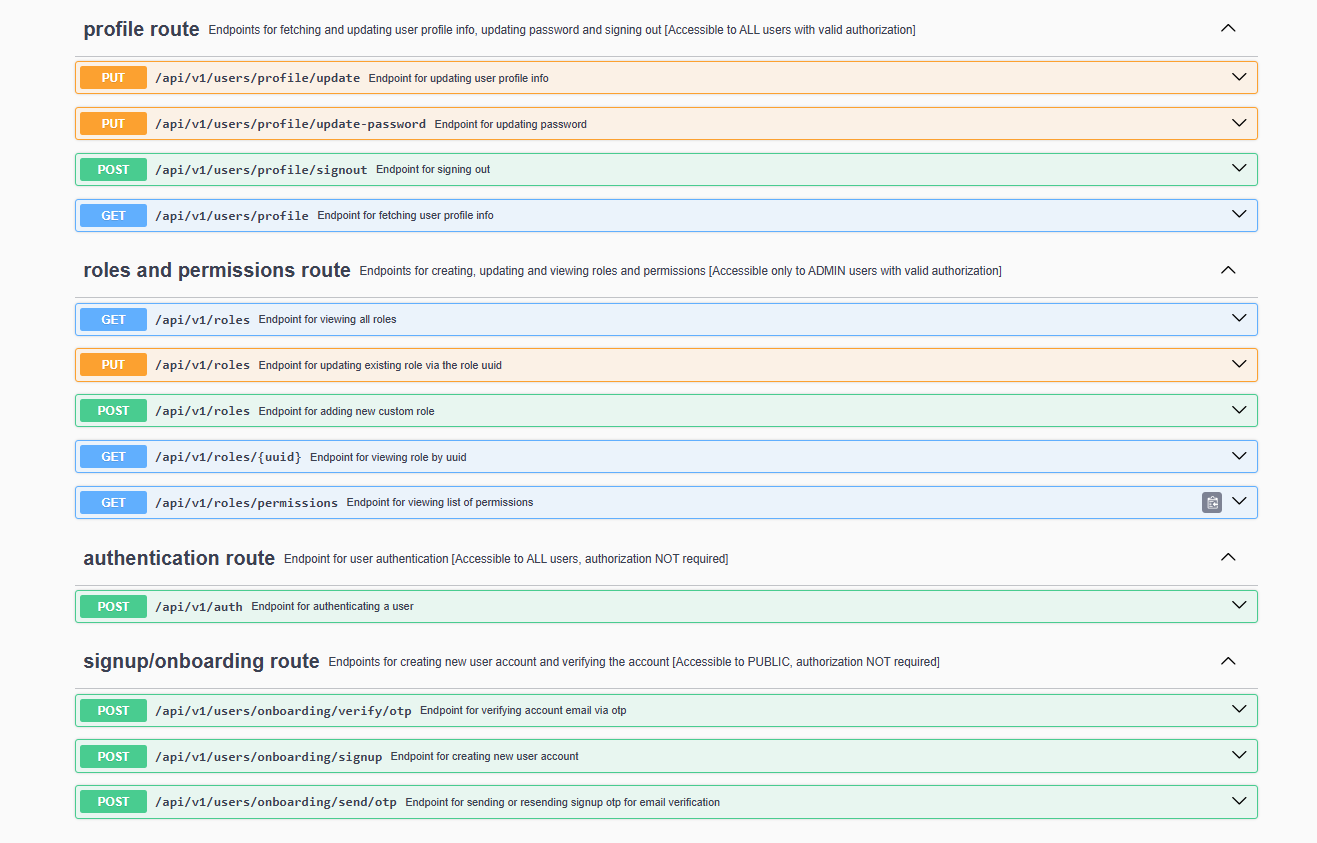 profile route Endpoints for fetching and updating user profile info, updating password and signing out [Accessible to ALL users with valid authorization]
PUT /api/v1/users/profile/update Endpoint for updating user profile info
PUT /api/v1/users/profile/update-password Endpoint for updating password
POST /api/v1/users/profile/signout Endpoint for signing out
GET /api/v1/users/profile Endpoint for fetching user profile info
roles and permissions route Endpoints for creating, updating and viewing roles and permissions [Accessible only to ADMIN users with valid authorization]
GET /api/v1/roles Endpoint for viewing all roles
PUT /api/v1/roles Endpoint for updating existing role via the role uuid
POST /api/v1/roles Endpoint for adding new custom role
GET /api/v1/roles/{uuid} Endpoint for viewing role by uuid
GET /api/v1/roles/permissions Endpoint for viewing list of permissions
authentication route Endpoint for user authentication [Accessible to ALL users, authorization NOT required]
POST /api/v1/auth Endpoint for authenticating a user
signup/onboarding route Endpoints for creating new user account and verifying the account [Accessible to PUBLIC, authorization NOT required]
POST /api/v1/users/onboarding/verify/otp Endpoint for verifying account email via otp
POST /api/v1/users/onboarding/signup Endpoint for creating new user account
POST /api/v1/users/onboarding/send/otp Endpoint for sending or resending signup otp for email verification